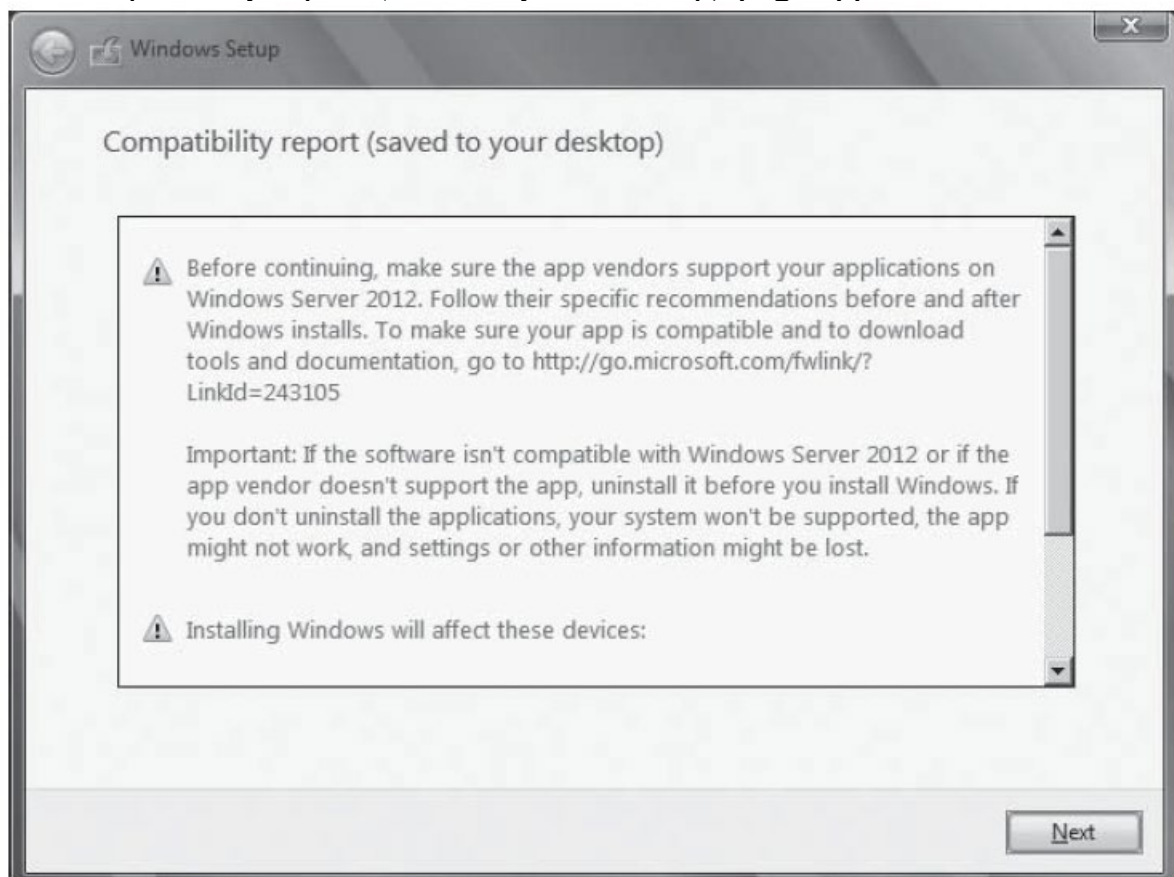 Windows Setup
Compatibility report (saved to your desktop)
Before continuing, make sure the app vendors support your applications on
Windows Server 2012. Follow their specific recommendations before and after
Windows installs. To make sure your app is compatible and to download
tools and documentation, go to http://go.microsoft.com/fwlink/?
LinkId=243105
Important: If the software isn't compatible with Windows Server 2012 or if the
app vendor doesn't support the app, uninstall it before you install Windows. If
you don't uninstall the applications, your system won't be supported, the app
might not work, and settings or other information might be lost.
Installing Windows will affect these devices:
Next